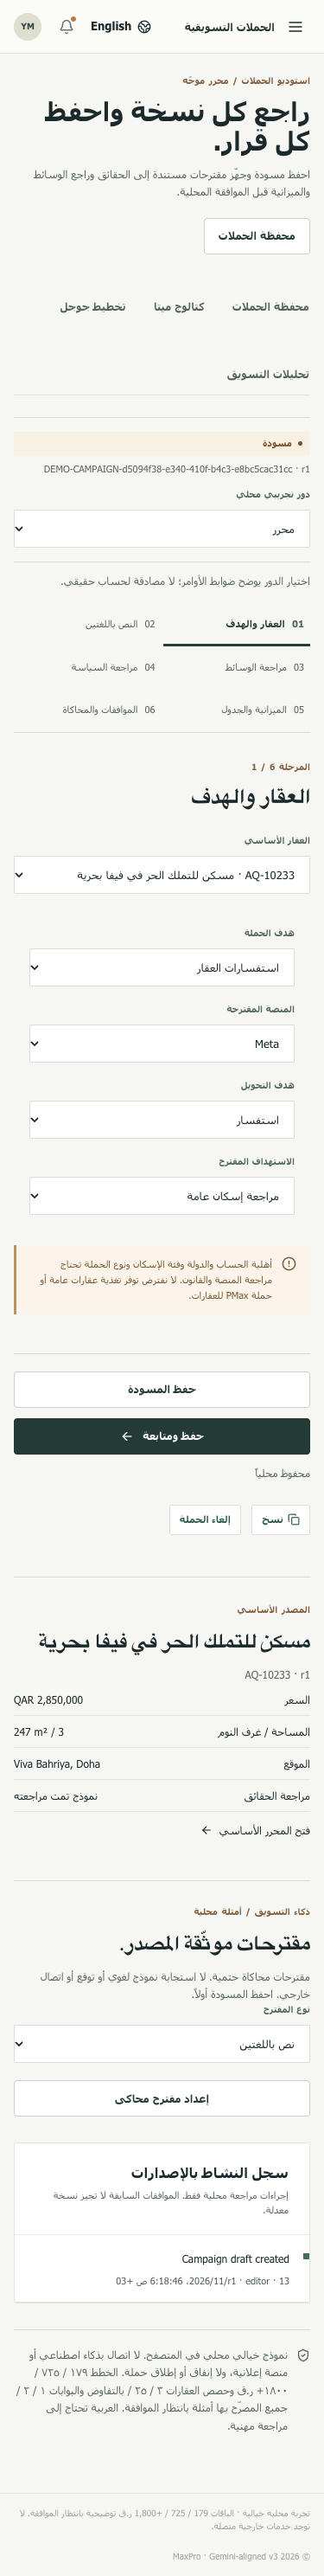 الحملات التسويقية
English
YM
استوديو الحملات / محرر موجّه
راجع كل نسخة واحفظ
كل قرار.
احفظ مسودة وجهّز مقترحات مستندة إلى الحقائق وراجع الوسائط
والميزانية قبل الموافقة المحلية.
محفظة الحملات
محفظة الحملات
كتالوج ميتا
تخطيط جوجل
تحليلات التسويق
مسودة
DEMO-CAMPAIGN-d5094f38-e340-410f-b4c3-e8bc5cac31cc · r1
دور تجريبي محلي
محرر
اختيار الدور يوضح ضوابط الأوامر؛ لا مصادقة لحساب حقيقي.
01 العقار والهدف
02 النص باللغتين
03 مراجعة الوسائط
04 مراجعة السياسة
05 الميزانية والجدول
06 الموافقات والمحاكاة
المرحلة 6 / 1
العقار والهدف
العقار الأساسي
AQ-10233 · مسكن للتملك الحر في فيفا بحرية
هدف الحملة
استفسارات العقار
المنصة المقترحة
Meta
هدف التحويل
استفسار
الاستهداف المقترح
مراجعة إسكان عامة
أهلية الحساب والدولة وفئة الإسكان ونوع الحملة تحتاج
مراجعة المنصة والقانون. لا نفترض توفر تغذية عقارات عامة أو
حملة PMax للعقارات.
حفظ المسودة
حفظ ومتابعة
محفوظ محلياً
نسخ
إلغاء الحملة
المصدر الأساسي
مسكن للتملك الحر في فيفا بحرية
AQ-10233 · r1
السعر
QAR 2,850,000
المساحة / غرف النوم
247 m² / 3
الموقع
Viva Bahriya, Doha
مراجعة الحقائق
نموذج تمت مراجعته
فتح المحرر الأساسي
ذكاء التسويق / أمثلة محلية
مقترحات موثّقة المصدر.
مقترحات محاكاة حتمية. لا استجابة نموذج لغوي أو توقع أو اتصال
خارجي. احفظ المسودة أولاً.
نوع المقترح
نص باللغتين
إعداد مقترح محاكى
سجل النشاط بالإصدارات
إجراءات مراجعة محلية فقط. الموافقات السابقة لا تجيز نسخة
معدلة.
Campaign draft created
13 · editor · r1/11/2026، 6:18:46 ص +03
نموذج خيالي محلي في المتصفح. لا اتصال بذكاء اصطناعي أو
منصة إعلانية، ولا إنفاق أو إطلاق حملة. الخطط ١٧٩ / ٧٢٥ /
١٨٠٠+ ر.ق وحصص العقارات ٣ / ٢٥ / بالتفاوض والبوابات ١ / ٢ /
جميع المصرّح بها أمثلة بانتظار الموافقة. العربية تحتاج إلى
مراجعة مهنية.
تجربة محلية خيالية · الباقات 179 / 725 / 1,800+ ر.ق توضيحية بانتظار الموافقة. لا
توجد خدمات خارجية متصلة.
© 2026 MaxPro · Gemini-aligned v3